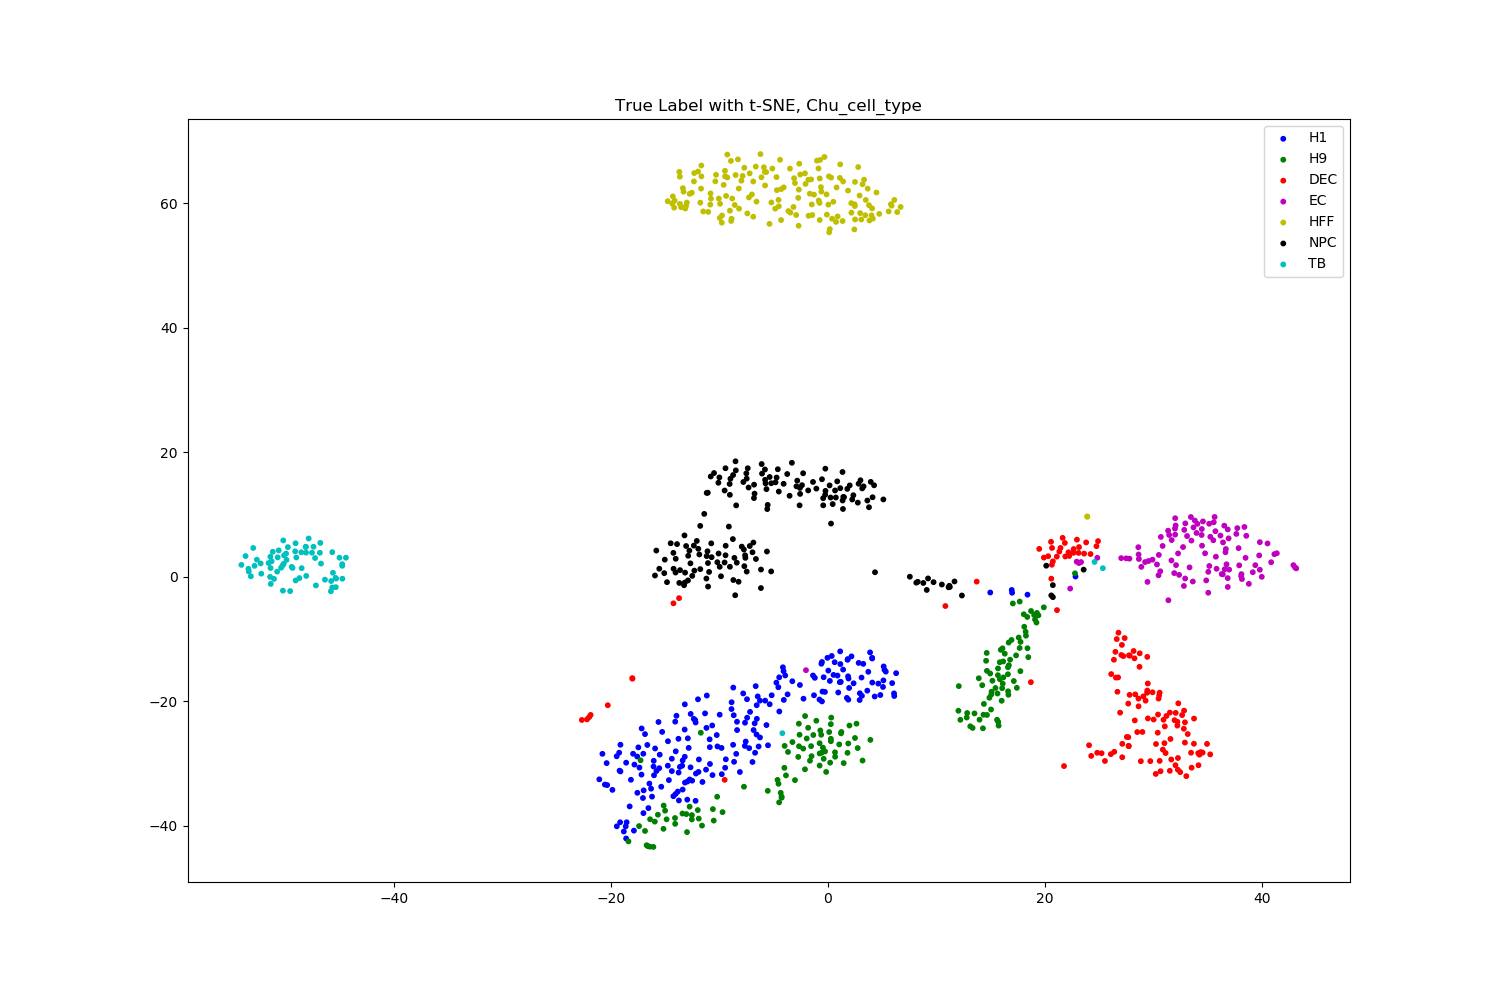 True Label with t-SNE, Chu_cell_type
H1
H9
DEC
EC
HFF
NPC
TB
60
40
20
0
−20
−40
−40
−20
0
20
40